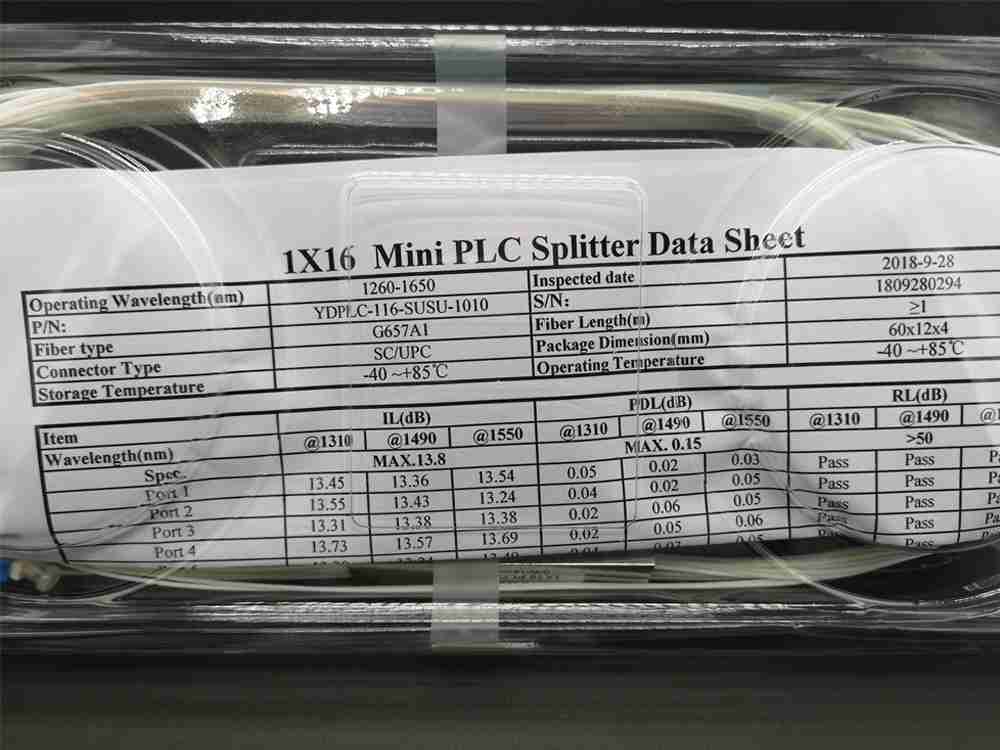 1X16 Mini PLC Splitter Data Sheet
Operating Wavelength(nm) 1260-1650 Inspected date 2018-9-28
P/N: YDPLC-116-SUSU-1010 S/N: 1809280294
Fiber type G657A1 Fiber Length(m) ≥1
Connector Type SC/UPC Package Dimension(mm) 60x12x4
Storage Temperature -40 ~+85℃ Operating Temperature -40 ~+85℃
Item IL(dB) PDL(dB) RL(dB)
Wavelength(nm) @1310 @1490 @1550 @1310 @1490 @1550 @1310 @1490
Spec. MAX.13.8 MAX. 0.15 >50
Port 1 13.45 13.36 13.54 0.05 0.02 0.03 Pass Pass
Port 2 13.55 13.43 13.24 0.04 0.02 0.05 Pass Pass
Port 3 13.31 13.38 13.38 0.02 0.06 0.05 Pass Pass
Port 4 13.73 13.57 13.69 0.02 0.05 0.06 Pass Pass